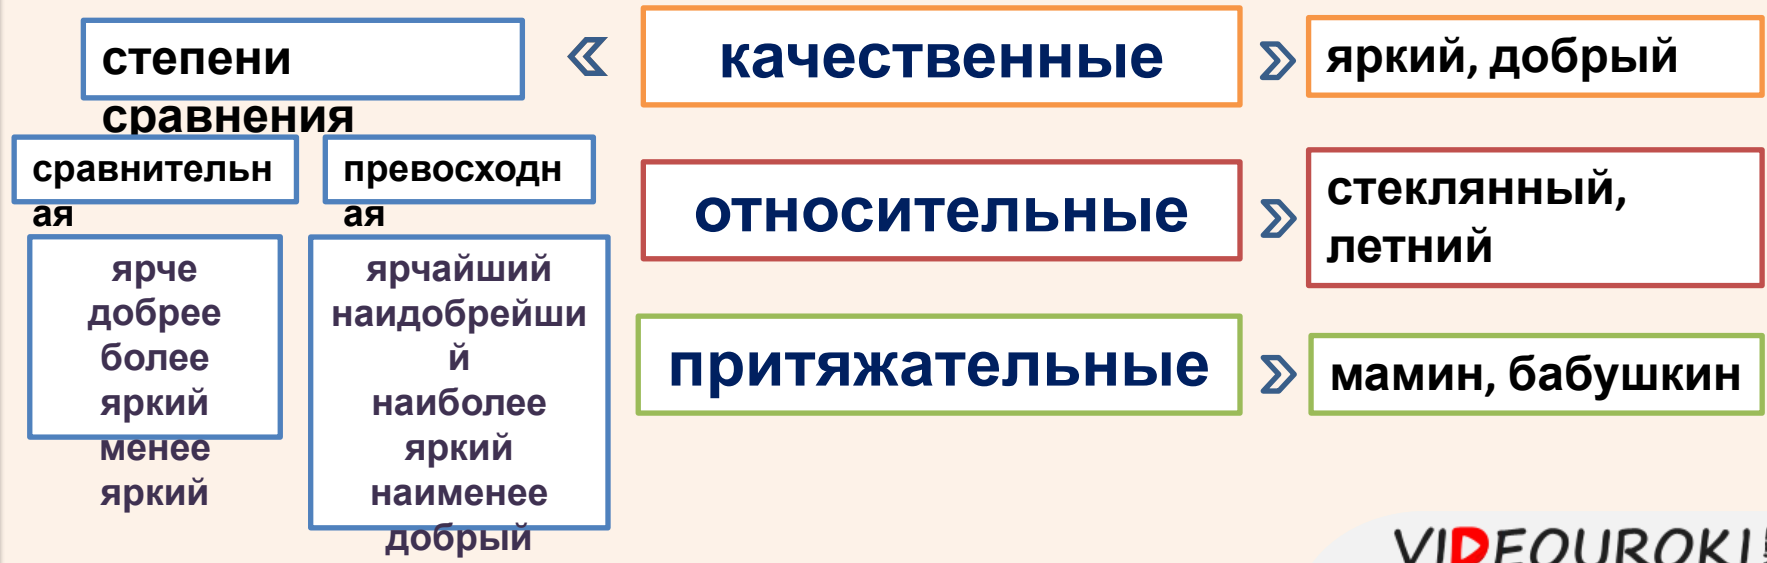 степени
сравнения
качественные
яркий, добрый
сравнительн
ая
превосходн
ая
относительные
стеклянный,
летний
ярче
добрее
более
яркий
менее
яркий
ярчайший
наидобрейши
й
наиболее
яркий
наименее
добрый
притяжательные
мамин, бабушкин
VIDEOUROKI